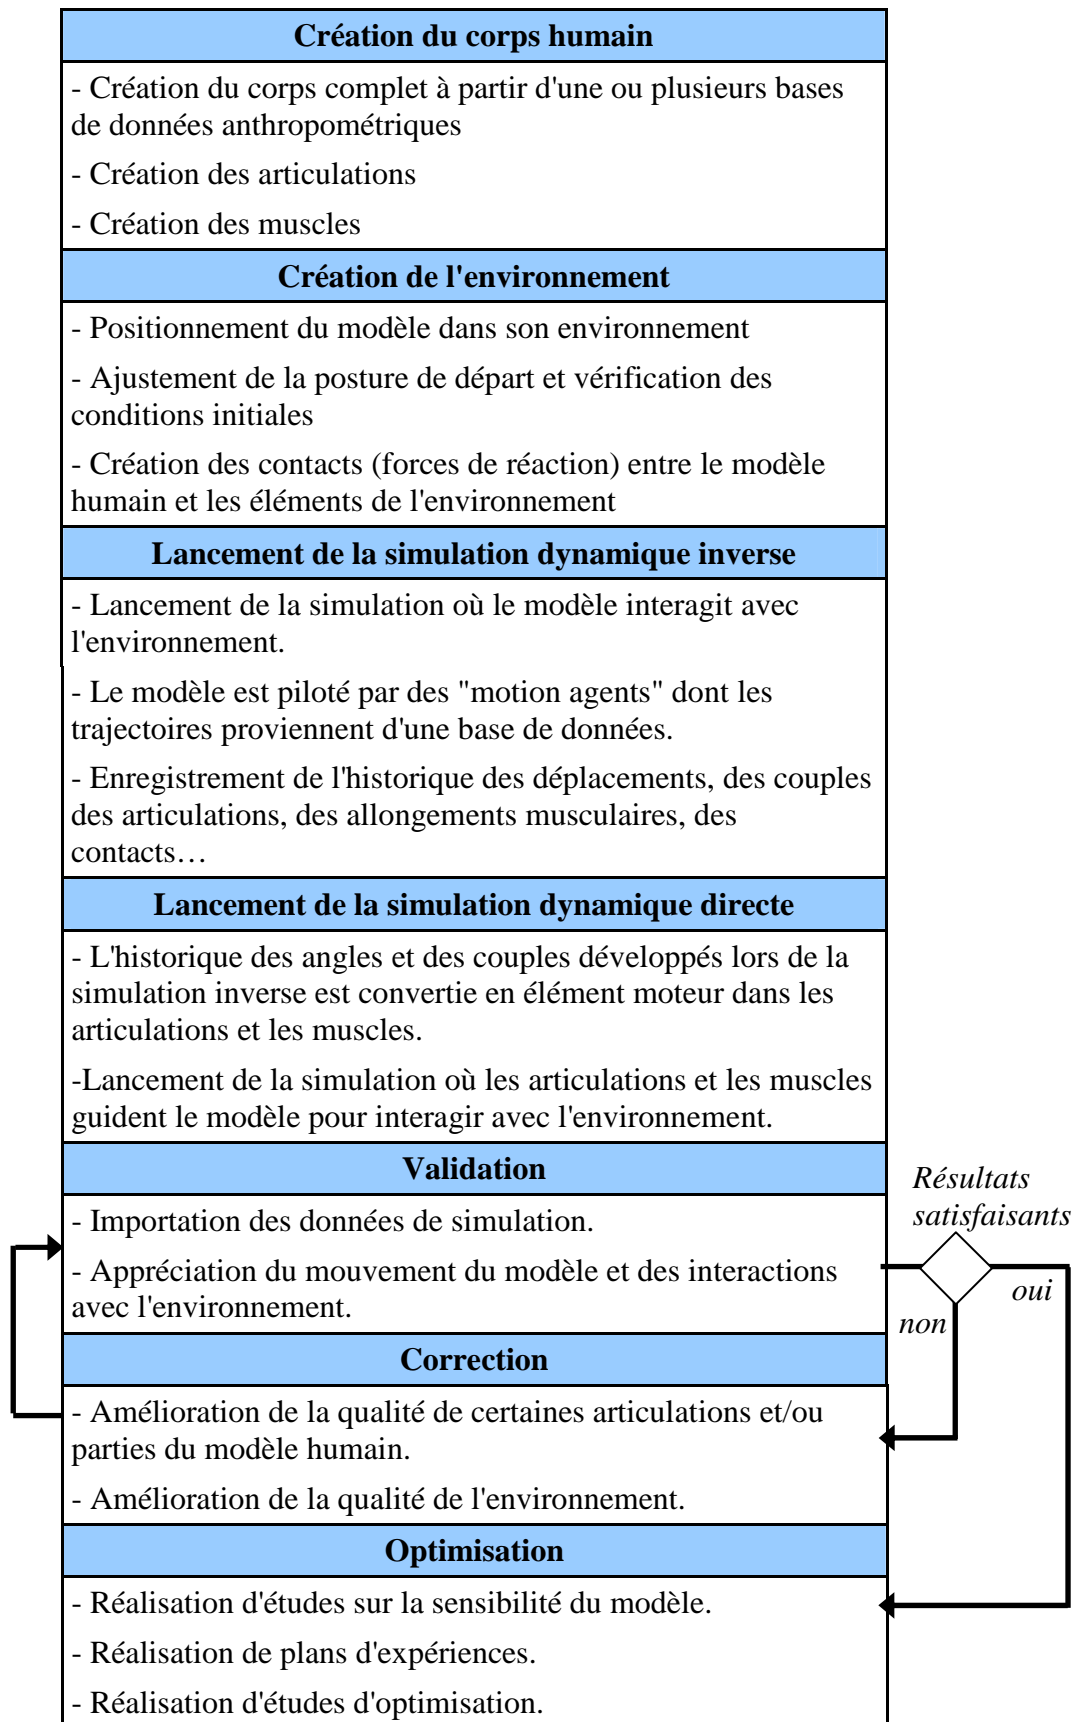 Création du corps humain
- Création du corps complet à partir d'une ou plusieurs bases
de données anthropométriques
- Création des articulations
- Création des muscles
Création de l'environnement
- Positionnement du modèle dans son environnement
- Ajustement de la posture de départ et vérification des
conditions initiales
- Création des contacts (forces de réaction) entre le modèle
humain et les éléments de l'environnement
Lancement de la simulation dynamique inverse
- Lancement de la simulation où le modèle interagit avec
l'environnement.
- Le modèle est piloté par des "motion agents" dont les
trajectoires proviennent d'une base de données.
- Enregistrement de l'historique des déplacements, des couples
des articulations, des allongements musculaires, des
contacts…
Lancement de la simulation dynamique directe
- L'historique des angles et des couples développés lors de la
simulation inverse est convertie en élément moteur dans les
articulations et les muscles.
-Lancement de la simulation où les articulations et les muscles
guident le modèle pour interagir avec l'environnement.
Validation
- Importation des données de simulation.
- Appréciation du mouvement du modèle et des interactions
avec l'environnement.
Résultats
satisfaisants
oui
non
Correction
- Amélioration de la qualité de certaines articulations et/ou
parties du modèle humain.
- Amélioration de la qualité de l'environnement.
Optimisation
- Réalisation d'études sur la sensibilité du modèle.
- Réalisation de plans d'expériences.
- Réalisation d'études d'optimisation.